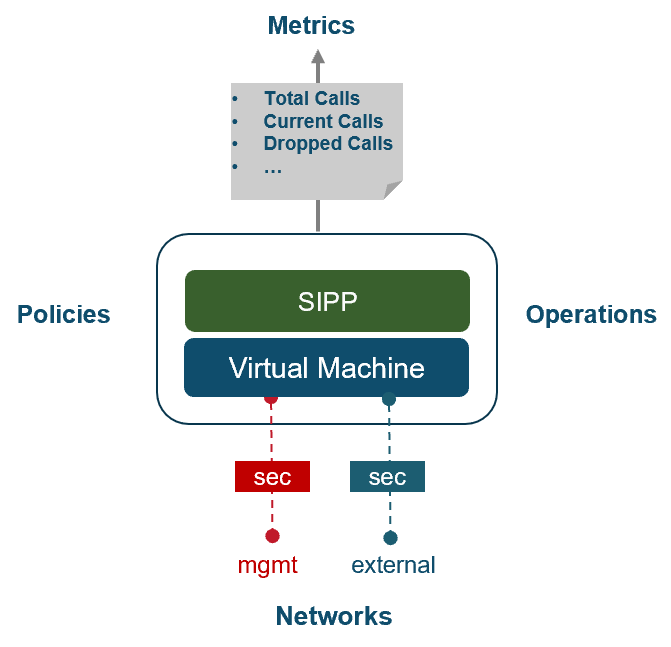 Metrics
• Total Calls
• Current Calls
• Dropped Calls
• ...
SIPP
Policies
Operations
Virtual Machine
sec
sec
mgmt
external
Networks